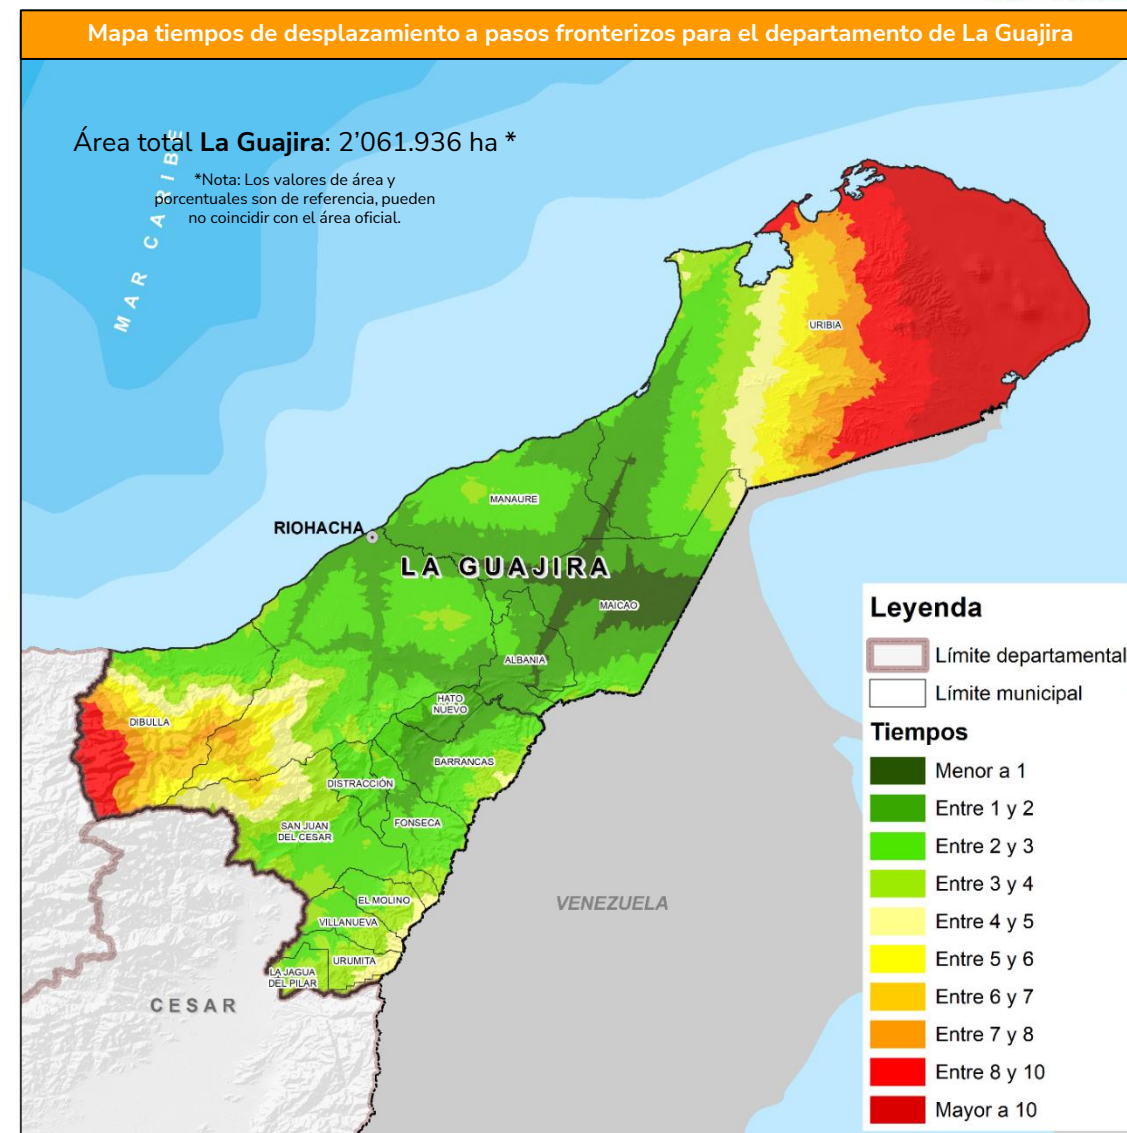 Mapa tiempos de desplazamiento a pasos fronterizos para el departamento de La Guajira
Área total La Guajira: 2’061.936 ha *
*Nota: Los valores de área y
porcentuales son de referencia, pueden
no coincidir con el área oficial.
MAR CARIBE
URIBIA
MANAURE
RIOHACHA
LA GUAJIRA
MAICAO
ALBANIA
HATO
NUEVO
DIBULLA
BARRANCAS
DISTRACCIÓN
SAN JUAN
DEL CESAR
FONSECA
EL MOLINO
VILLANUEVA
URUMITA
LA JAGUA
DEL PILAR
VENEZUELA
CESAR
Leyenda
Límite departamental
Límite municipal
Tiempos
Menor a 1
Entre 1 y 2
Entre 2 y 3
Entre 3 y 4
Entre 4 y 5
Entre 5 y 6
Entre 6 y 7
Entre 7 y 8
Entre 8 y 10
Mayor a 10